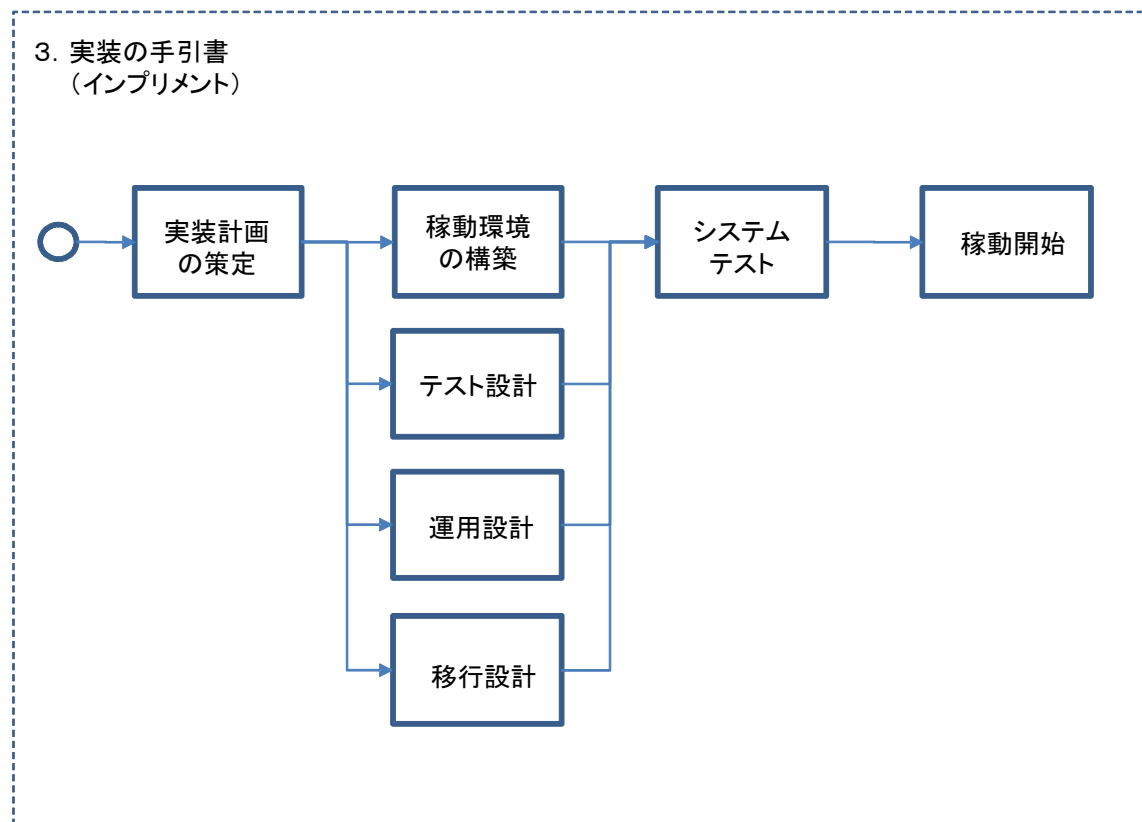 ３．実装の手引書
（インプリメント）
実装計画
の策定
稼動環境
の構築
システム
テスト
稼動開始
テスト設計
運用設計
移行設計